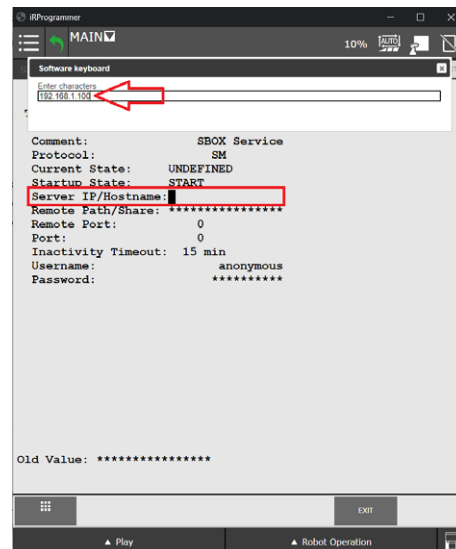 iRProgrammer
MAIN
10%
AUTO
Software keyboard
Enter characters
192.168.1.100
Comment: SBOX Service
Protocol: SM
Current State: UNDEFINED
Startup State: START
Server IP/Hostname:
Remote Path/Share: ****************
Remote Port: 0
Port: 0
Inactivity Timeout: 15 min
Username: anonymous
Password: **********
Old Value: ****************
EXIT
▲ Play
▲ Robot Operation